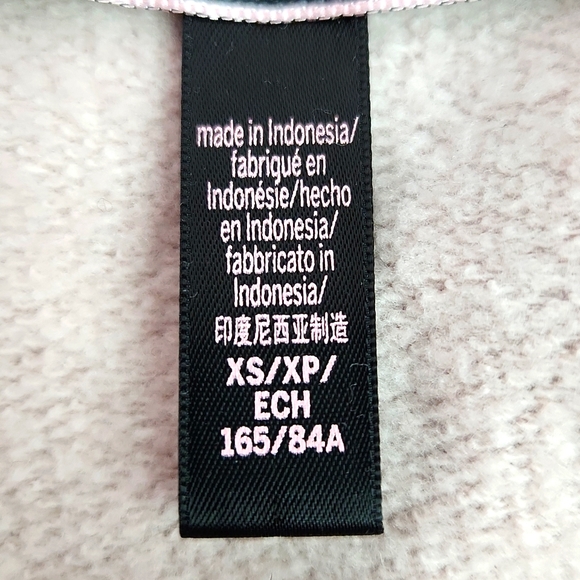 made in Indonesia/
fabriqué en
Indonésie/hecho
en Indonesia/
fabbricato in
Indonesia/
印度尼西亚制造
XS/XP/
ECH
165/84A